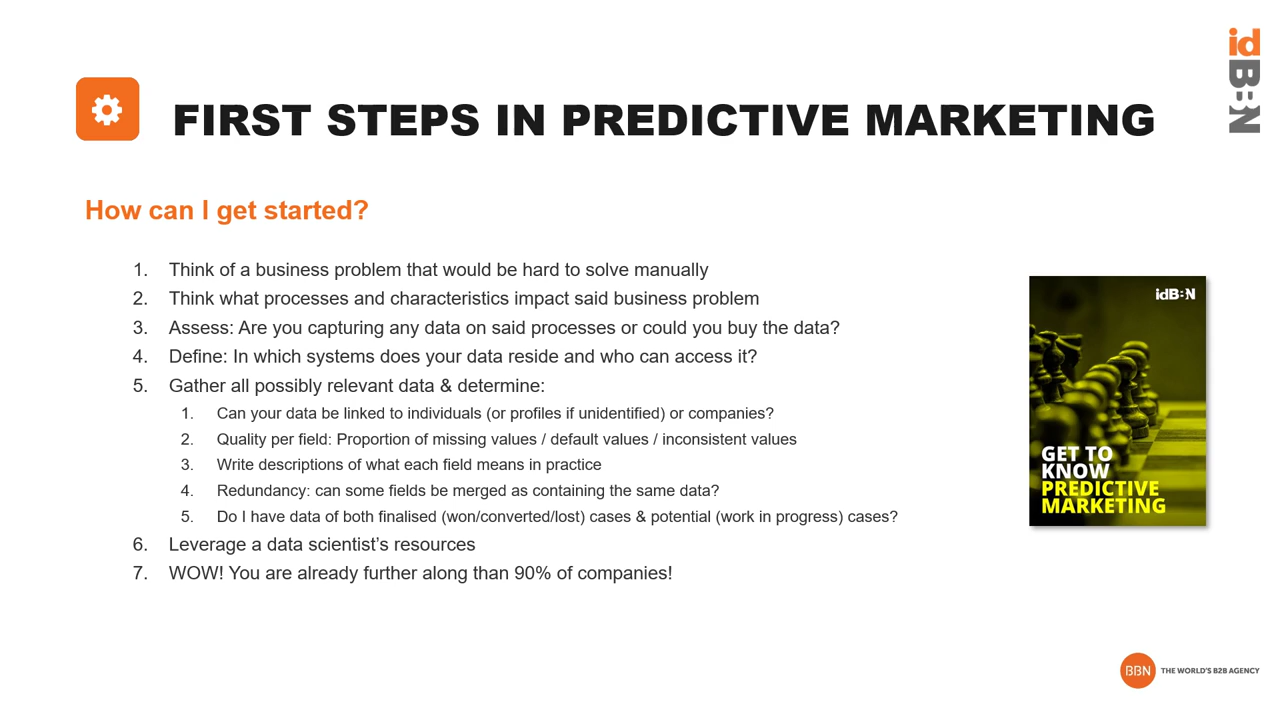 idBBN
FIRST STEPS IN PREDICTIVE MARKETING
How can I get started?
1. Think of a business problem that would be hard to solve manually
2. Think what processes and characteristics impact said business problem
3. Assess: Are you capturing any data on said processes or could you buy the data?
4. Define: In which systems does your data reside and who can access it?
5. Gather all possibly relevant data & determine:
1. Can your data be linked to individuals (or profiles if unidentified) or companies?
2. Quality per field: Proportion of missing values / default values / inconsistent values
3. Write descriptions of what each field means in practice
4. Redundancy: can some fields be merged as containing the same data?
5. Do I have data of both finalised (won/converted/lost) cases & potential (work in progress) cases?
6. Leverage a data scientist’s resources
7. WOW! You are already further along than 90% of companies!
idBBN
GET TO
KNOW
PREDICTIVE
MARKETING
BBN THE WORLD'S B2B AGENCY